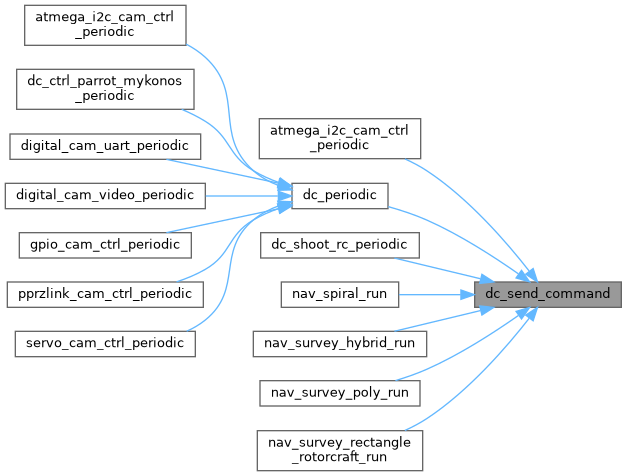 atmega_i2c_cam_ctrl
_periodic
dc_ctrl_parrot_mykonos
_periodic
digital_cam_uart_periodic
digital_cam_video_periodic
gpio_cam_ctrl_periodic
pprzlink_cam_ctrl_periodic
servo_cam_ctrl_periodic
atmega_i2c_cam_ctrl
_periodic
dc_periodic
dc_shoot_rc_periodic
nav_spiral_run
nav_survey_hybrid_run
nav_survey_poly_run
nav_survey_rectangle
_rotorcraft_run
dc_send_command